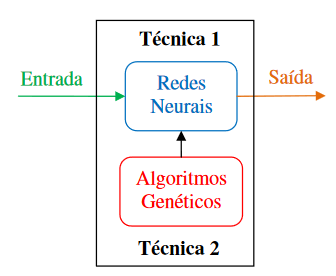 Técnica 1
Entrada
Redes
Neurais
Saída
Algoritmos
Genéticos
Técnica 2